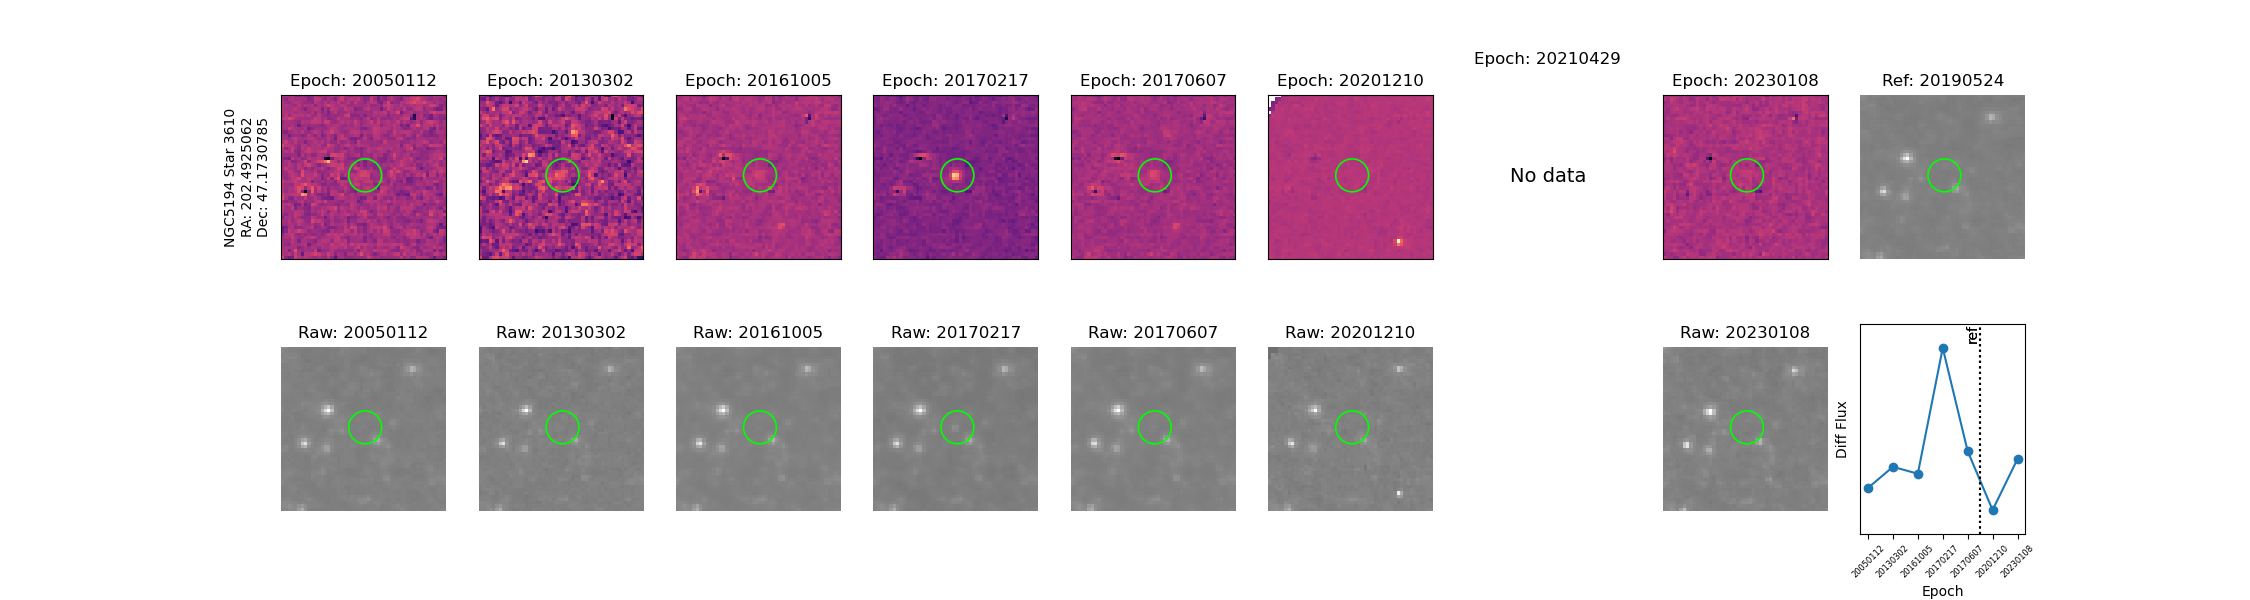 Epoch: 20210429
Epoch: 20050112
Epoch: 20130302
Epoch: 20161005
Epoch: 20170217
Epoch: 20170607
Epoch: 20201210
Epoch: 20230108
Ref: 20190524
NGC5194 Star 3610
RA: 202.4925062
Dec: 47.1730785
No data
Raw: 20050112
Raw: 20130302
Raw: 20161005
Raw: 20170217
Raw: 20170607
Raw: 20201210
Raw: 20230108
ref
Diff Flux
20050112
20130302
20161005
20170217
20170607
20201210
20230108
Epoch